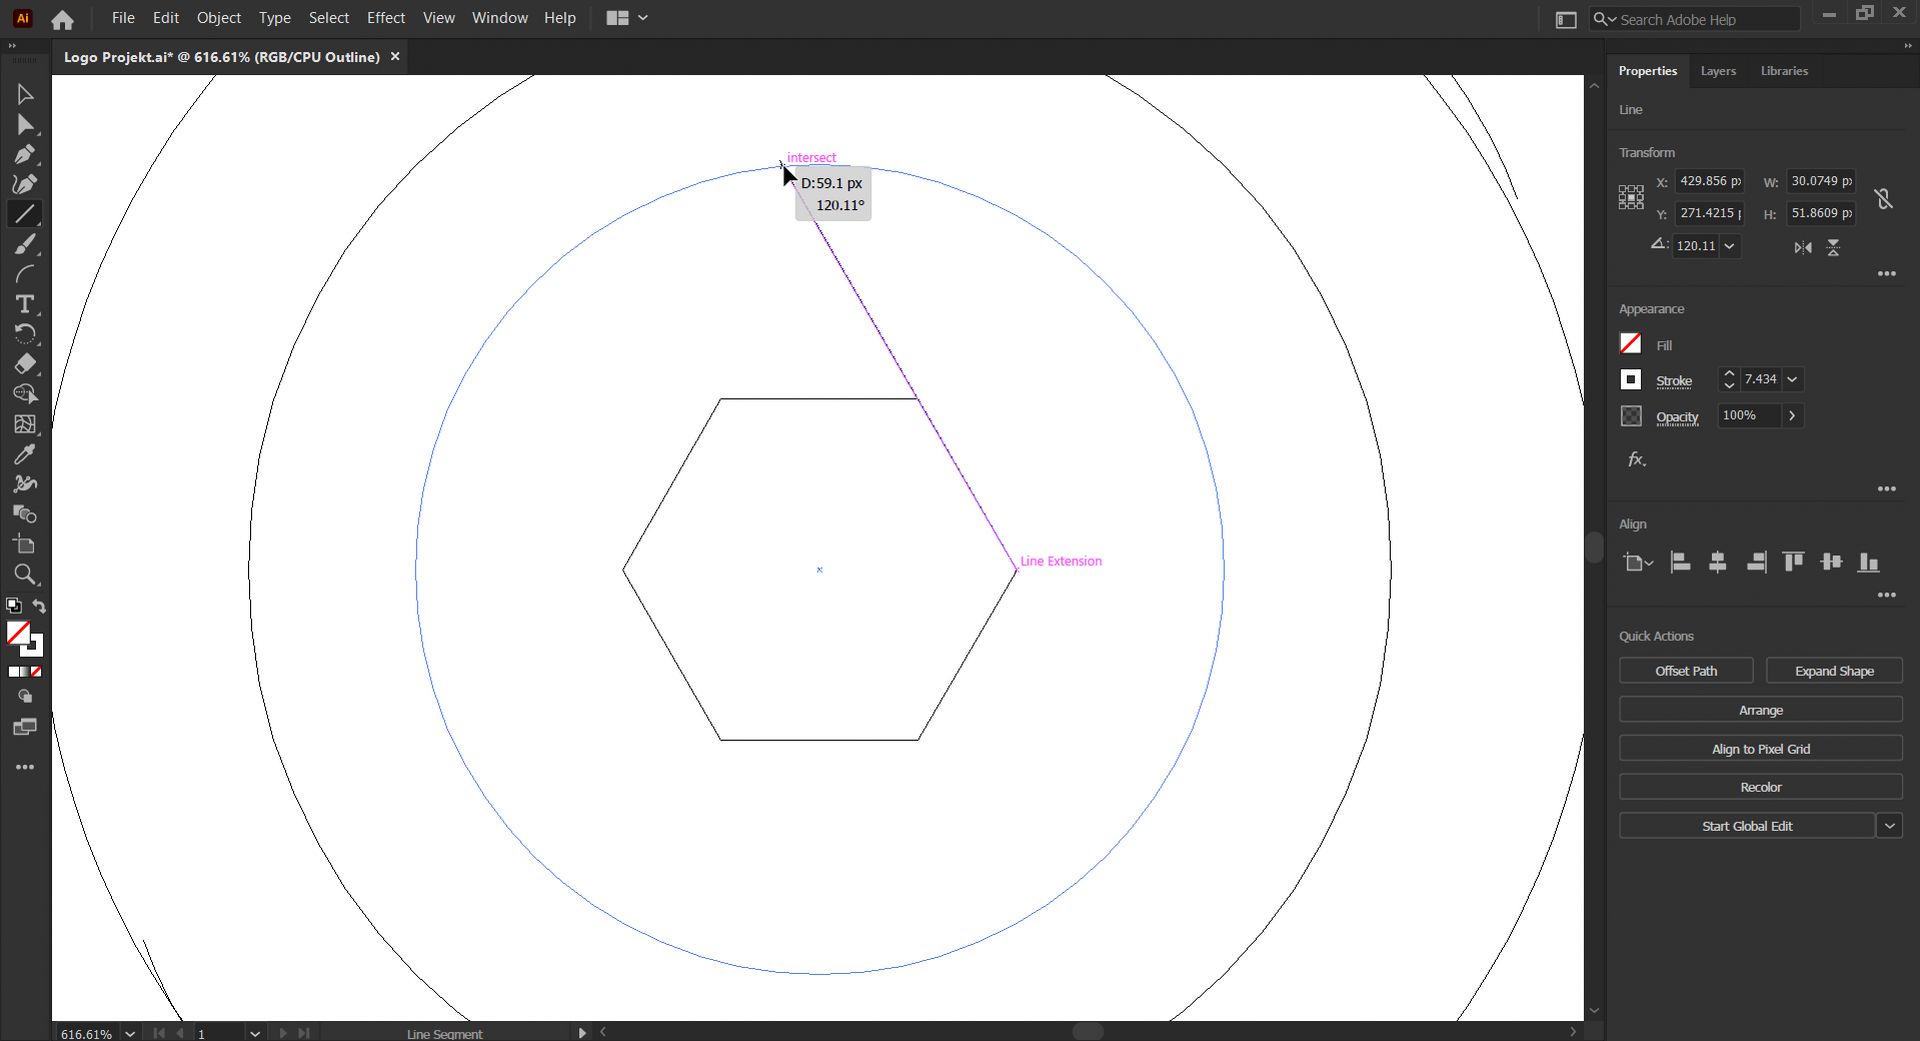 Ai File Edit Object Type Select Effect View Window Help Search Adobe Help
Logo Projekt.ai* @ 616.61% (RGB/CPU Outline) ×
Properties Layers Libraries
Line
Transform
X: 429.856 p W: 30.0749 p
Y: 271.4215 H: 51.8609 p
120.11
Appearance
Fill
Stroke 7.434
Opacity 100%
fx.
Align
Quick Actions
Offset Path Expand Shape
Arrange
Align to Pixel Grid
Recolor
Start Global Edit
intersect
D:59.1 px
120.11°
Line Extension
616.61% 1 Line Segment